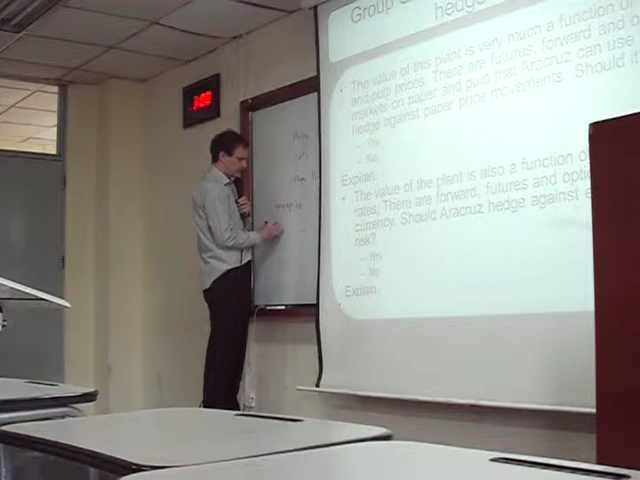 3:00
Group
hedge
• The value of this plant is very much a function of
and pulp prices. There are futures, forward and
markets on paper and pulp that Aracruz can use
hedge against paper price movements. Should it
– Yes
– No
Explain.
• The value of the plant is also a function of
rates. There are forward, futures and
currency. Should Aracruz hedge against
risk?
– Yes
– No
Explain.